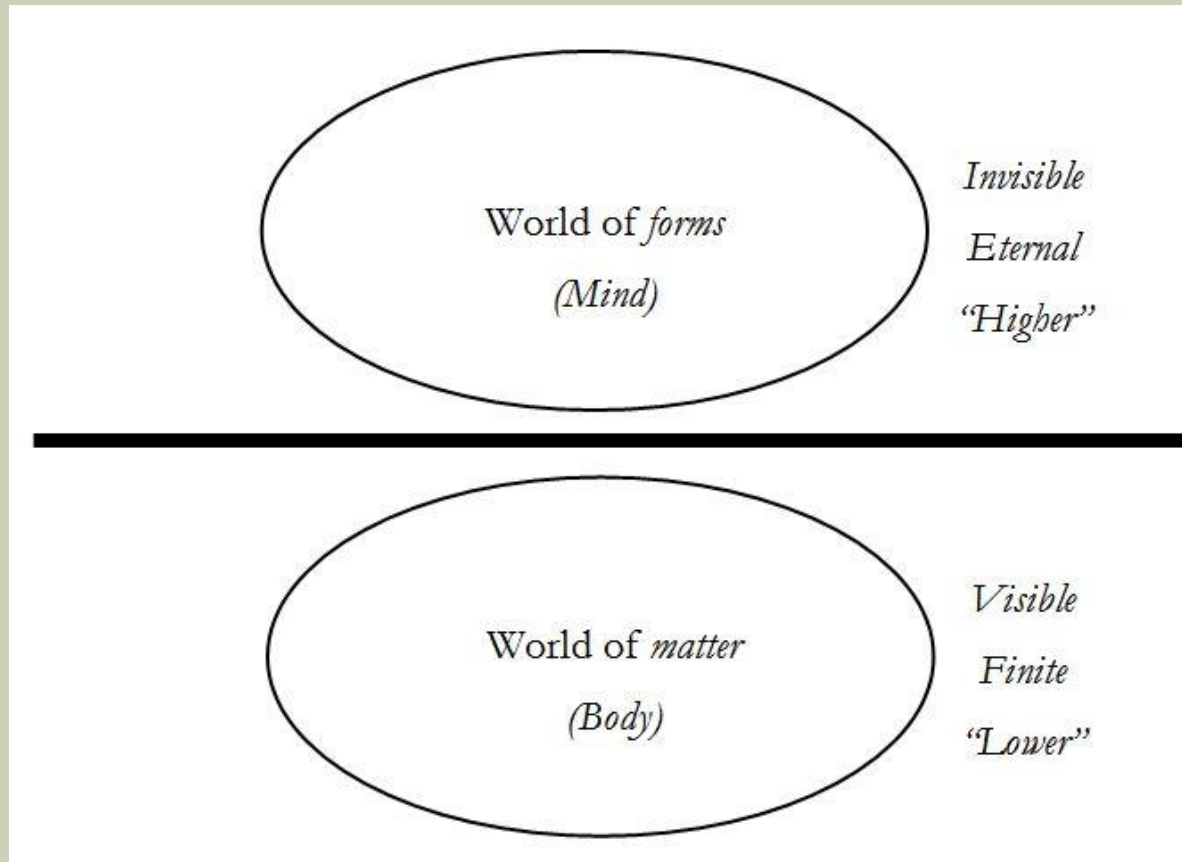 World of forms
(Mind)
Invisible
Eternal
“Higher”
World of matter
(Body)
Visible
Finite
“Lower”